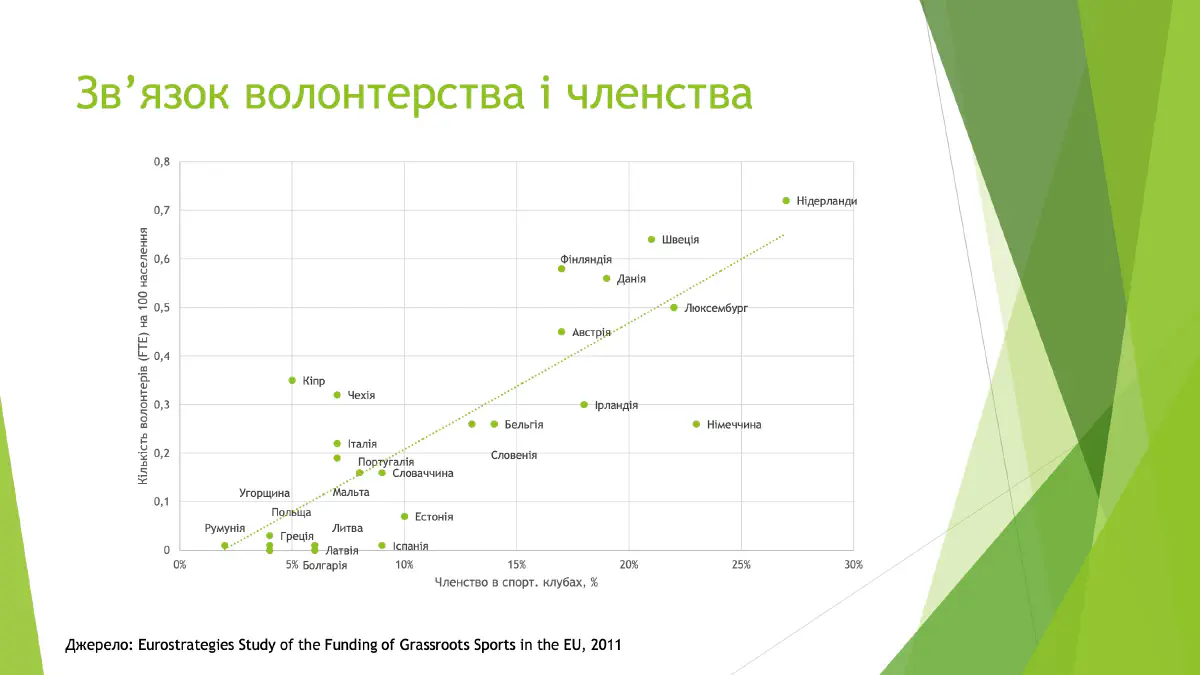 Зв’язок волонтерства і членства
0,8
0,7
0,6
0,5
0,4
0,3
0,2
0,1
0
Кількість волонтерів (FTE) на 100 населення
Нідерланди
Швеція
Фінляндія
Данія
Люксембург
Австрія
Кіпр
Чехія
Ірландія
Бельгія
Німеччина
Італія
Словенія
Португалія
Словаччина
Угорщина
Мальта
Польща
Естонія
Румунія
Литва
Греція
Латвія
Іспанія
Болгарія
0%
5%
10%
15%
20%
25%
30%
Членство в спорт. клубах, %
Джерело: Eurostrategies Study of the Funding of Grassroots Sports in the EU, 2011